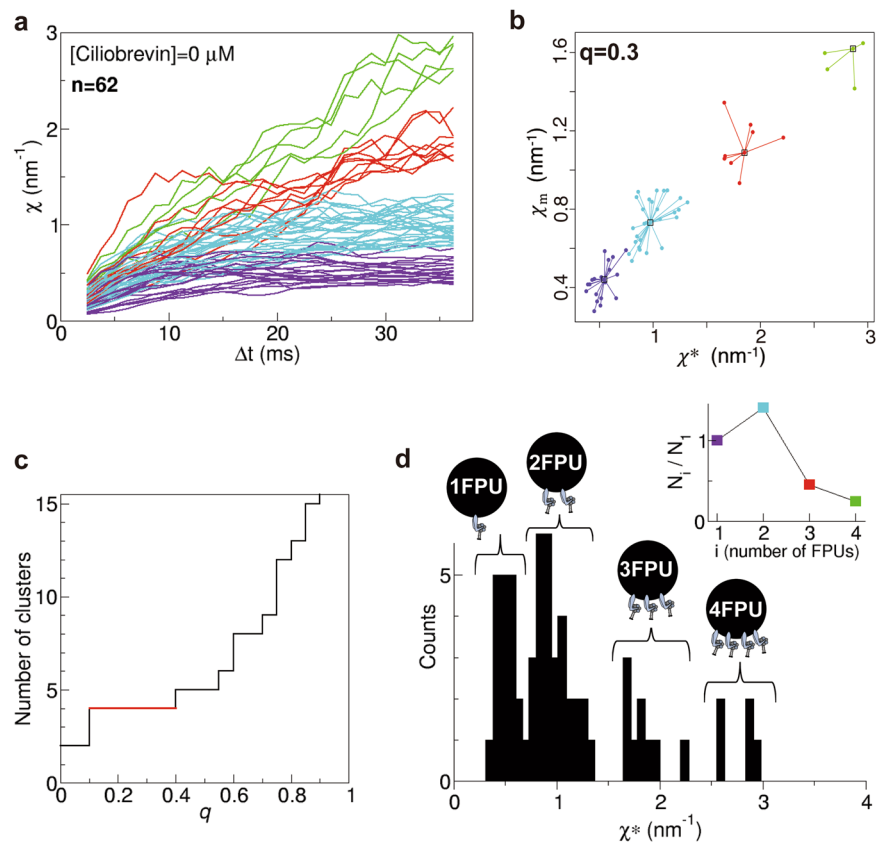 a
[Ciliobrevin]=0 μM
n=62
χ (nm⁻¹)
3
2
1
0
0 10 20 30
Δt (ms)
b
q=0.3
χm (nm⁻¹)
1.6
1.2
0.8
0.4
1 2 3
χ* (nm⁻¹)
c
Number of clusters
15
10
5
0
0 0.2 0.4 0.6 0.8 1
q
d
1FPU
2FPU
3FPU
4FPU
Counts
5
0
0 1 2 3 4
χ* (nm⁻¹)
Ni / N1
1
0
1 2 3 4
i (number of FPUs)